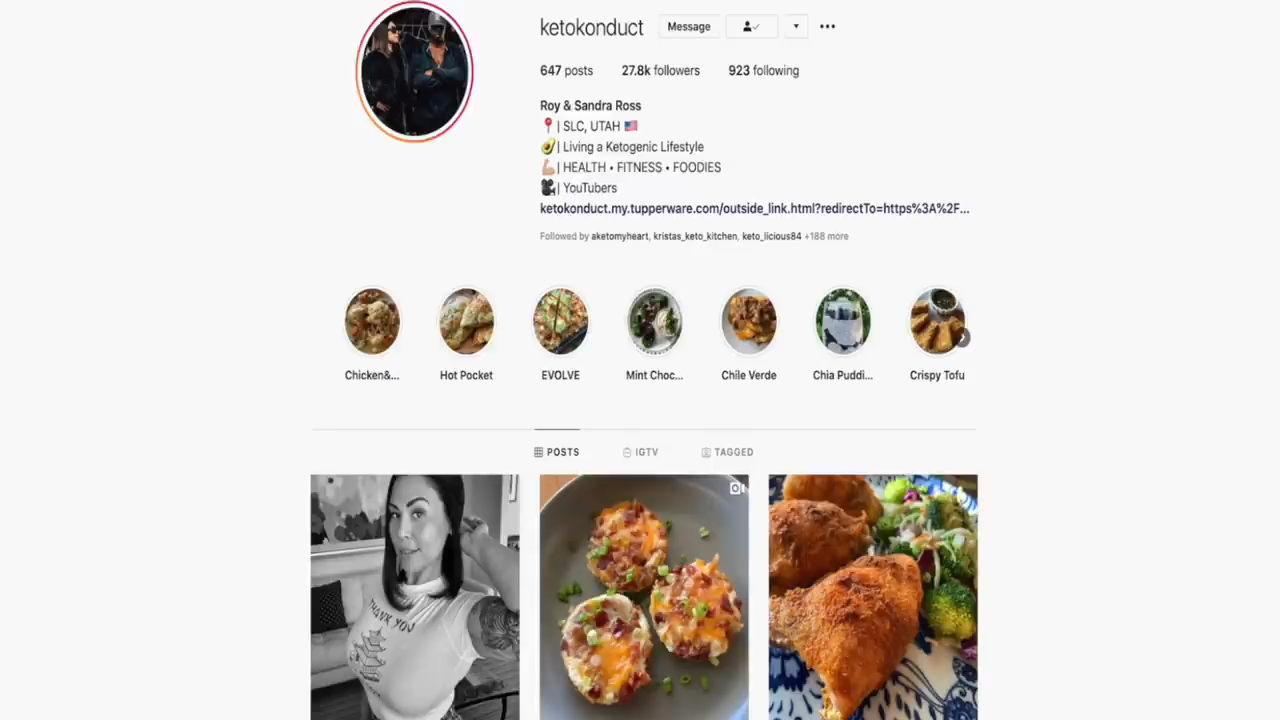 ketokonduct Message
647 posts 27.8k followers 923 following
Roy & Sandra Ross
📍| SLC, UTAH 🇺🇸
🥑| Living a Ketogenic Lifestyle
💪🏼| HEALTH • FITNESS • FOODIES
🎥| YouTubers
ketokonduct.my.tupperware.com/outside_link.html?redirectTo=https%3A%2F...
Followed by aketomyheart, kristas_keto_kitchen, keto_licious84 +188 more
Chicken&... Hot Pocket EVOLVE Mint Choc... Chile Verde Chia Puddi... Crispy Tofu
POSTS IGTV TAGGED
THANK YOU